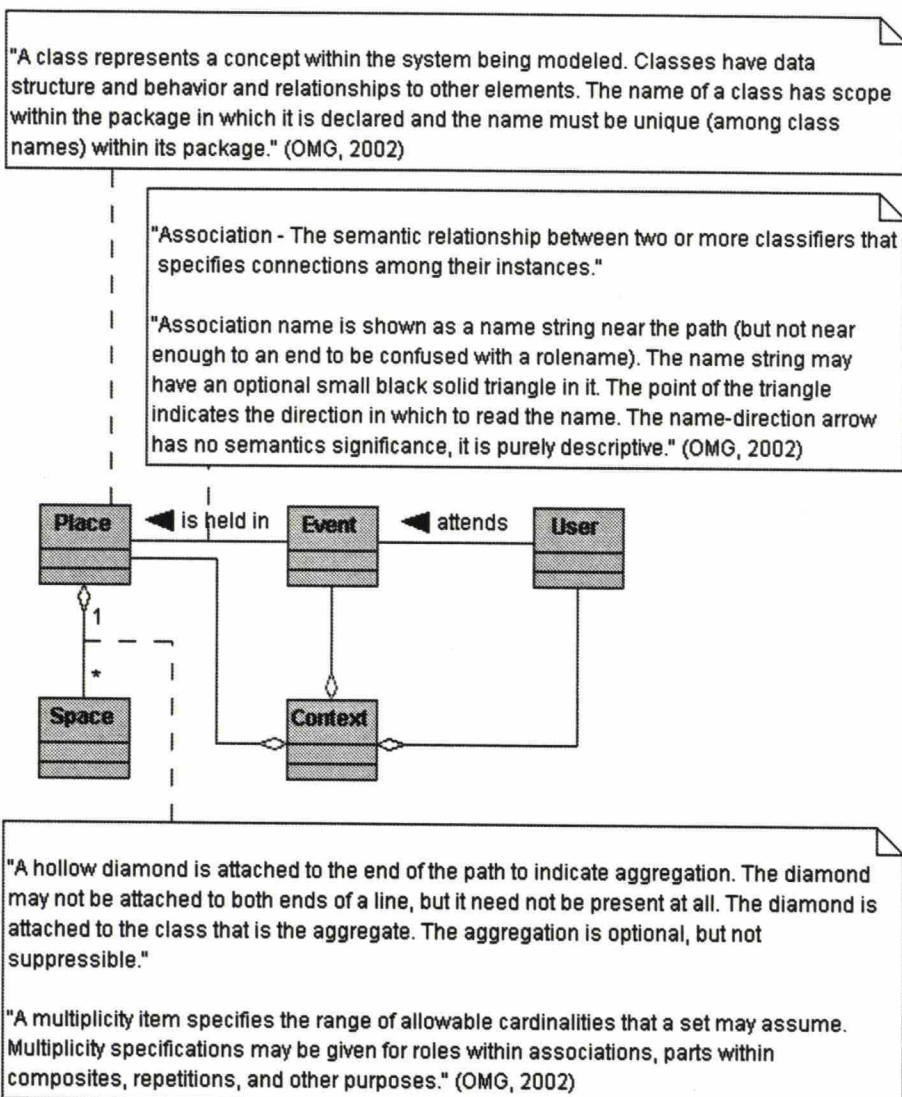 "A class represents a concept within the system being modeled. Classes have data
structure and behavior and relationships to other elements. The name of a class has scope
within the package in which it is declared and the name must be unique (among class
names) within its package." (OMG, 2002)
"Association - The semantic relationship between two or more classifiers that
specifies connections among their instances."
"Association name is shown as a name string near the path (but not near
enough to an end to be confused with a rolename). The name string may
have an optional small black solid triangle in it. The point of the triangle
indicates the direction in which to read the name. The name-direction arrow
has no semantics significance, it is purely descriptive." (OMG, 2002)
Place
is held in
Event
attends
User
1
*
Space
Context
"A hollow diamond is attached to the end of the path to indicate aggregation. The diamond
may not be attached to both ends of a line, but it need not be present at all. The diamond is
attached to the class that is the aggregate. The aggregation is optional, but not
suppressible."
"A multiplicity item specifies the range of allowable cardinalities that a set may assume.
Multiplicity specifications may be given for roles within associations, parts within
composites, repetitions, and other purposes." (OMG, 2002)